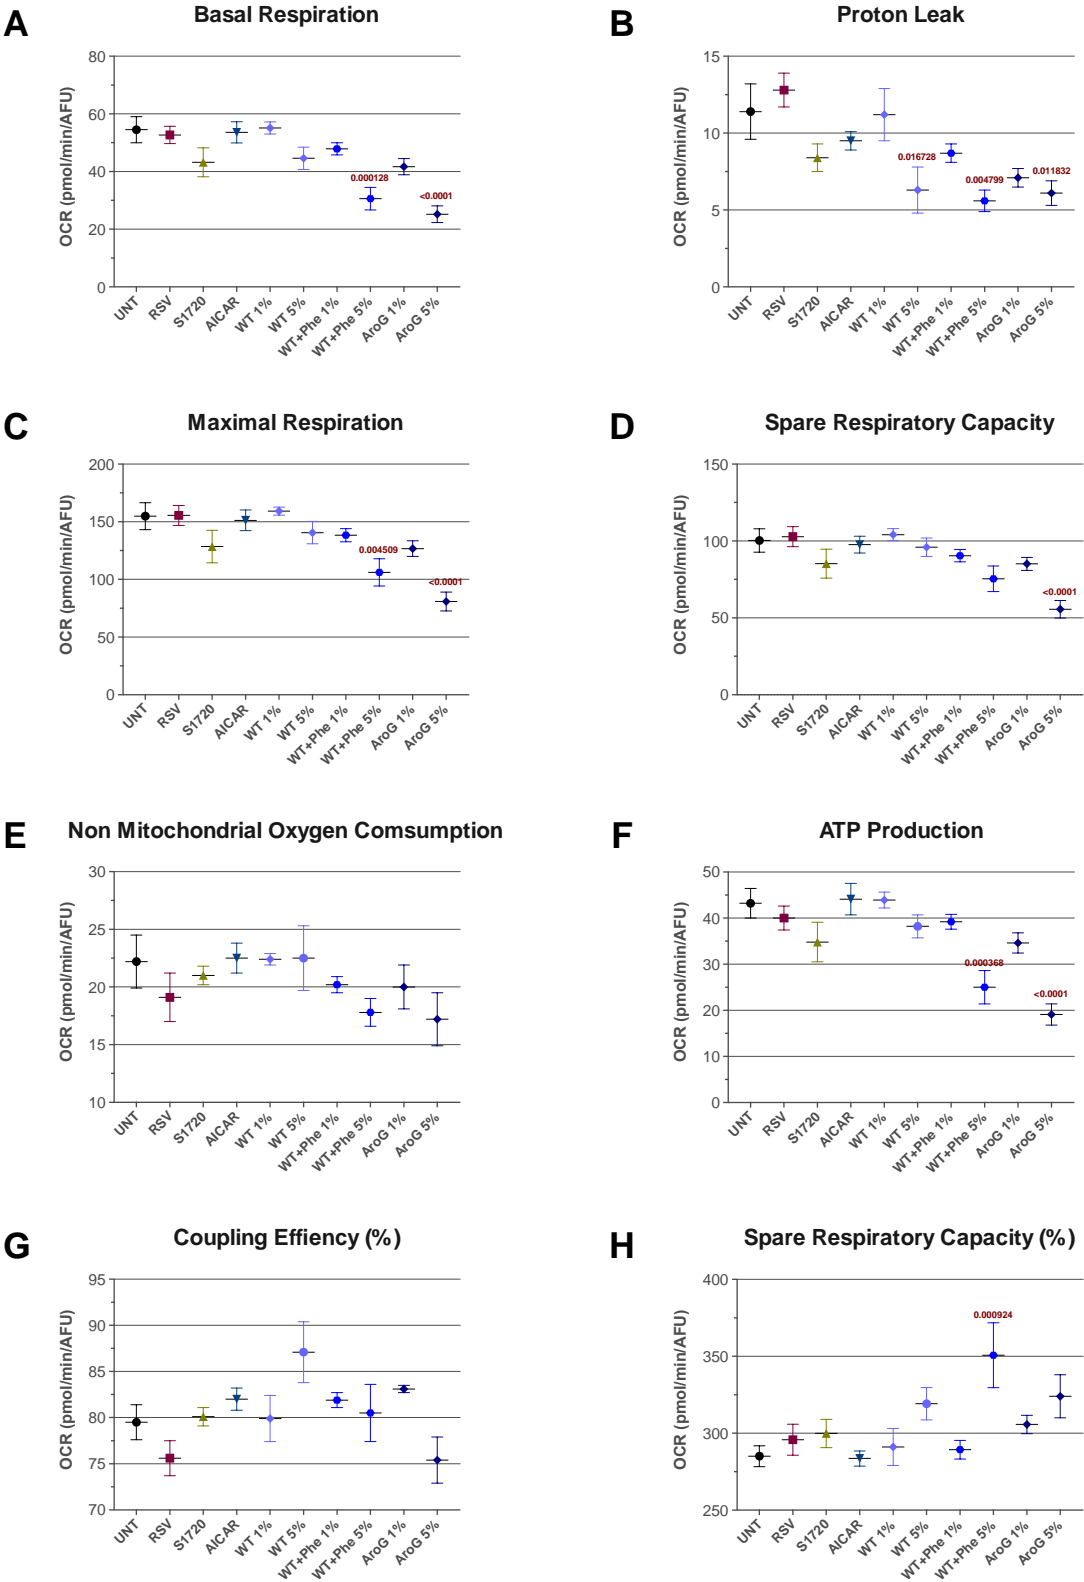 A
Basal Respiration
OCR (pmol/min/AFU)
80
60
40
20
0
0.000128
<0.0001
UNT
RSV
S1720
AICAR
WT 1%
WT 5%
WT+Phe 1%
WT+Phe 5%
AroG 1%
AroG 5%
B
Proton Leak
OCR (pmol/min/AFU)
15
10
5
0
0.016728
0.004799
0.011832
UNT
RSV
S1720
AICAR
WT 1%
WT 5%
WT+Phe 1%
WT+Phe 5%
AroG 1%
AroG 5%
C
Maximal Respiration
OCR (pmol/min/AFU)
200
150
100
50
0
0.004509
<0.0001
UNT
RSV
S1720
AICAR
WT 1%
WT 5%
WT+Phe 1%
WT+Phe 5%
AroG 1%
AroG 5%
D
Spare Respiratory Capacity
OCR (pmol/min/AFU)
150
100
50
0
<0.0001
UNT
RSV
S1720
AICAR
WT 1%
WT 5%
WT+Phe 1%
WT+Phe 5%
AroG 1%
AroG 5%
E
Non Mitochondrial Oxygen Comsumption
OCR (pmol/min/AFU)
30
25
20
15
10
UNT
RSV
S1720
AICAR
WT 1%
WT 5%
WT+Phe 1%
WT+Phe 5%
AroG 1%
AroG 5%
F
ATP Production
OCR (pmol/min/AFU)
50
40
30
20
10
0
0.000368
<0.0001
UNT
RSV
S1720
AICAR
WT 1%
WT 5%
WT+Phe 1%
WT+Phe 5%
AroG 1%
AroG 5%
G
Coupling Effiency (%)
OCR (pmol/min/AFU)
95
90
85
80
75
70
UNT
RSV
S1720
AICAR
WT 1%
WT 5%
WT+Phe 1%
WT+Phe 5%
AroG 1%
AroG 5%
H
Spare Respiratory Capacity (%)
OCR (pmol/min/AFU)
400
350
300
250
0.000924
UNT
RSV
S1720
AICAR
WT 1%
WT 5%
WT+Phe 1%
WT+Phe 5%
AroG 1%
AroG 5%